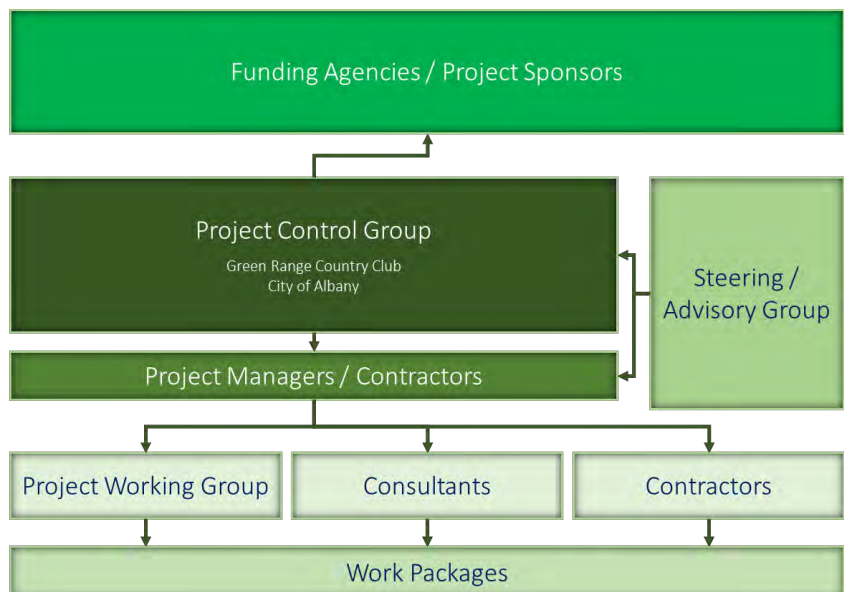 Funding Agencies / Project Sponsors
Project Control Group
Green Range Country Club
City of Albany
Steering /
Advisory Group
Project Managers / Contractors
Project Working Group
Consultants
Contractors
Work Packages